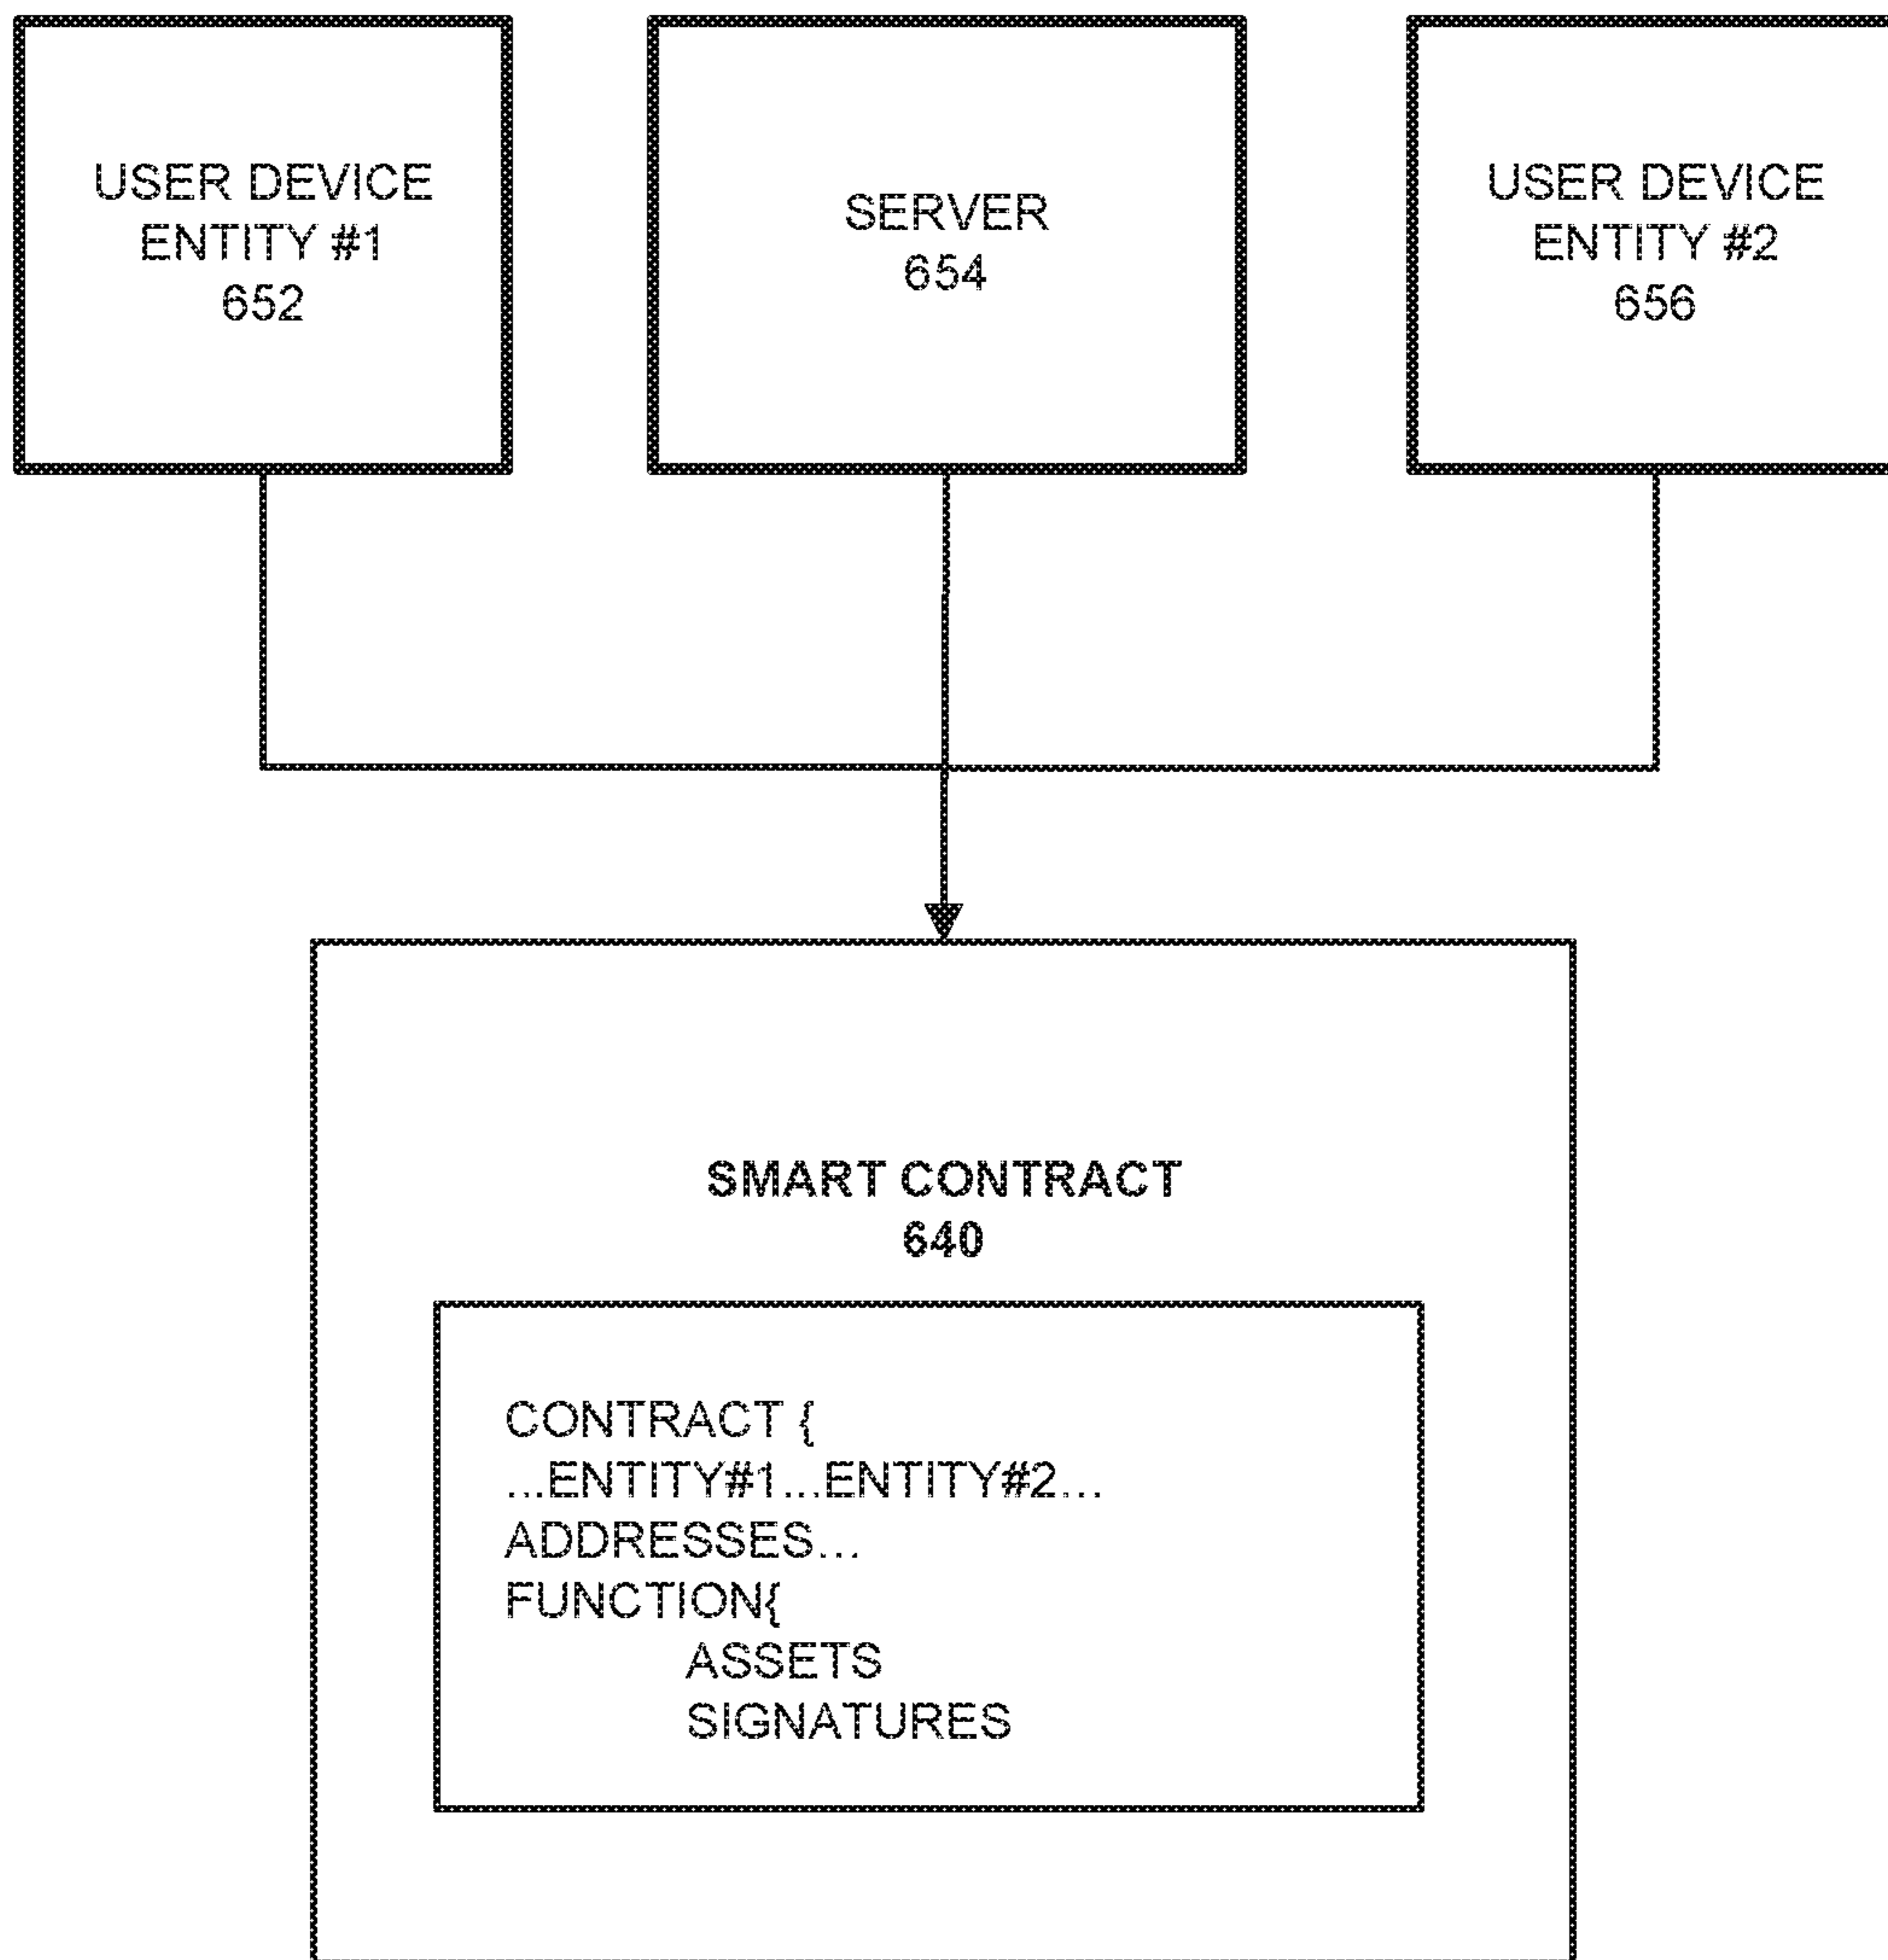 USER DEVICE
ENTITY #1
652
SERVER
654
USER DEVICE
ENTITY #2
656
SMART CONTRACT
640
CONTRACT {
...ENTITY#1...ENTITY#2...
ADDRESSES...
FUNCTION{
ASSETS
SIGNATURES